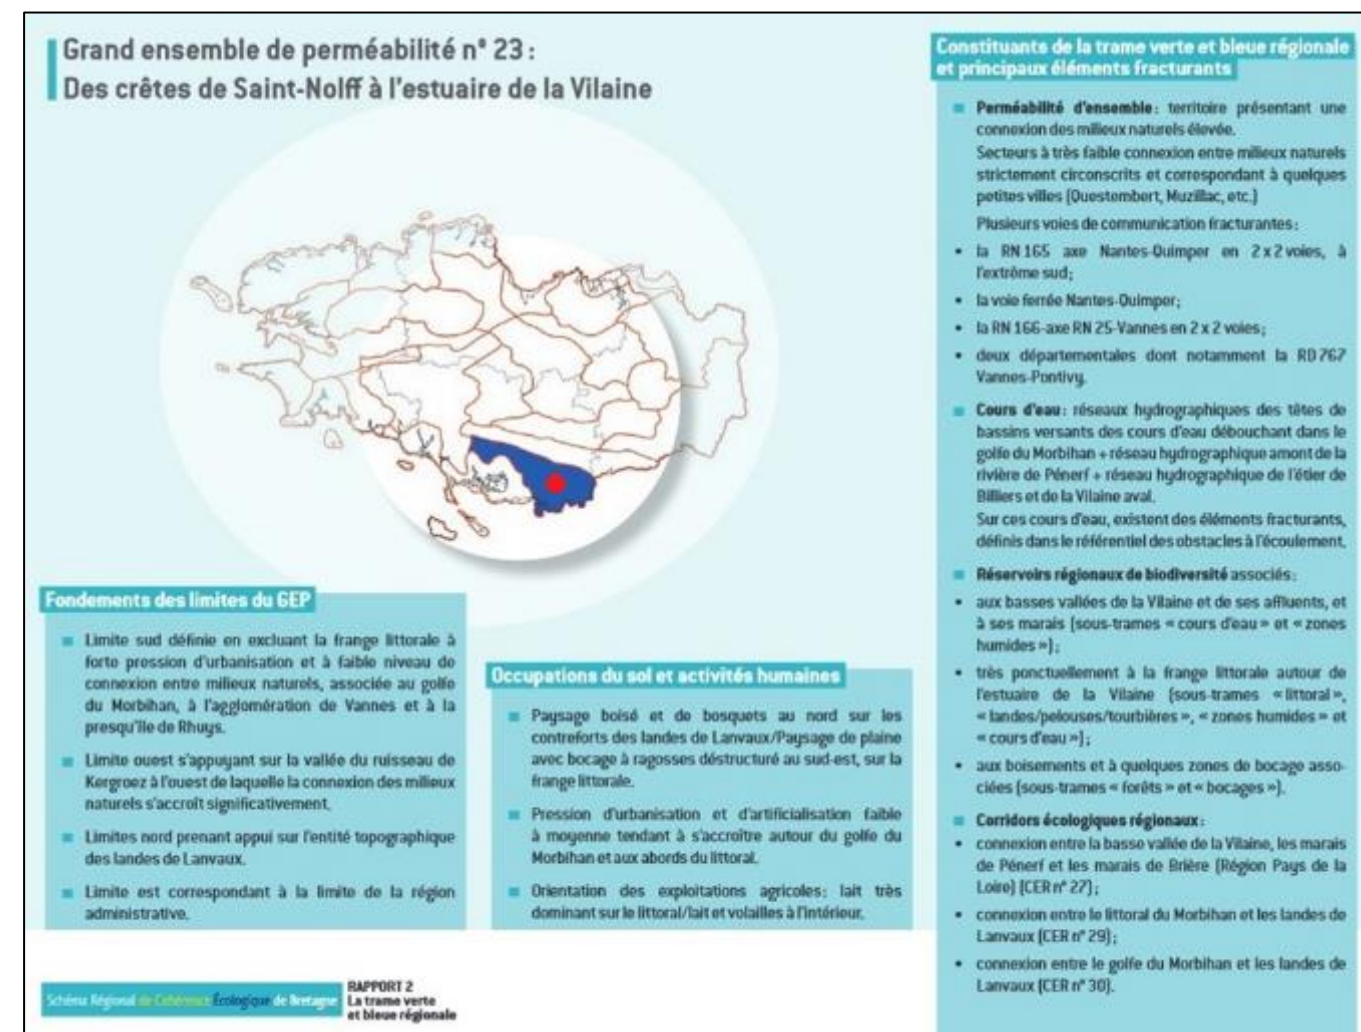 Grand ensemble de perméabilité n° 23 :
Des crêtes de Saint-Nolff à l'estuaire de la Vilaine
Fondements des limites du GEP
Limite sud définie en excluant la frange littorale à
forte pression d'urbanisation et à faible niveau de
connexion entre milieux naturels, associée au golfe
du Morbihan, à l'agglomération de Vannes et à la
presqu'île de Rhuys.
Limite ouest s'appuyant sur la vallée du ruisseau de
Kergroez à l'ouest de laquelle la connexion des milieux
naturels s'accroît significativement.
Limites nord prenant appui sur l'entité topographique
des landes de Lanvaux.
Limite est correspondant à la limite de la région
administrative.
Occupations du sol et activités humaines
Paysage boisé et de bosquets au nord sur les
contreforts des landes de Lanvaux/Paysage de plaine
avec bocage à ragosses déstructuré au sud-est, sur la
frange littorale.
Pression d'urbanisation et d'artificialisation faible
à moyenne tendant à s'accroître autour du golfe du
Morbihan et aux abords du littoral.
Orientation des exploitations agricoles: lait très
dominant sur le littoral/lait et volailles à l'intérieur.
Constituants de la trame verte et bleue régionale
et principaux éléments fracturants
Perméabilité d'ensemble: territoire présentant une
connexion des milieux naturels élevée.
Secteurs à très faible connexion entre milieux naturels
strictement circonscrits et correspondant à quelques
petites villes (Questembert, Muzillac, etc.)
Plusieurs voies de communication fracturantes:
• la RN 165 axe Nantes-Quimper en 2 x 2 voies, à
l'extrême sud;
• la voie ferrée Nantes-Quimper;
• la RN 166-axe RN 25-Vannes en 2 x 2 voies;
• deux départementales dont notamment la RD 767
Vannes-Pontivy.
Cours d'eau: réseaux hydrographiques des têtes de
bassins versants des cours d'eau débouchant dans le
golfe du Morbihan + réseau hydrographique amont de la
rivière de Pénerf + réseau hydrographique de l'étier de
Billiers et de la Vilaine aval.
Sur ces cours d'eau, existent des éléments fracturants,
définis dans le référentiel des obstacles à l'écoulement.
Réservoirs régionaux de biodiversité associés:
• aux basses vallées de la Vilaine et de ses affluents, et
à ses marais (sous-trames « cours d'eau » et « zones
humides »);
• très ponctuellement à la frange littorale autour de
l'estuaire de la Vilaine (sous-trames « littoral »,
« landes/pelouses/tourbières », « zones humides » et
« cours d'eau »);
• aux boisements et à quelques zones de bocage asso-
ciées (sous-trames « forêts » et « bocages »).
Corridors écologiques régionaux:
• connexion entre la basse vallée de la Vilaine, les marais
de Pénerf et les marais de Brière (Région Pays de la
Loire) (CER n° 27);
• connexion entre le littoral du Morbihan et les landes de
Lanvaux (CER n° 29);
• connexion entre le golfe du Morbihan et les landes de
Lanvaux (CER n° 30).
Schéma Régional de Cohérence Écologique de Bretagne
RAPPORT 2
La trame verte
et bleue régionale